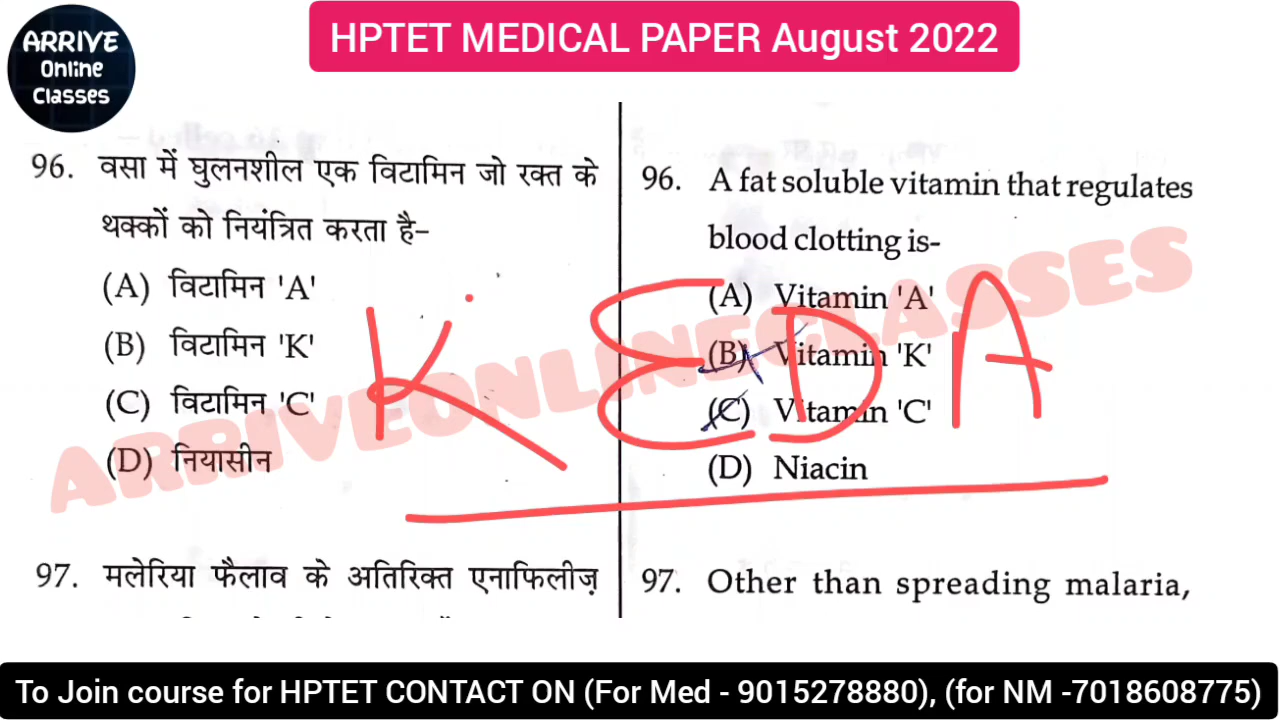 ARRIVE
Online
Classes
HPTET MEDICAL PAPER August 2022
96. वसा में घुलनशील एक विटामिन जो रक्त के
थक्कों को नियंत्रित करता है–
(A) विटामिन 'A'
(B) विटामिन 'K'
(C) विटामिन 'C'
(D) नियासीन
97. मलेरिया फैलाव के अतिरिक्त एनाफिलीज़
96. A fat soluble vitamin that regulates
blood clotting is-
(A) Vitamin 'A'
(B) Vitamin 'K'
(C) Vitamin 'C'
(D) Niacin
97. Other than spreading malaria,
KEDA
ARRIVEONLINECLASSES
To Join course for HPTET CONTACT ON (For Med - 9015278880), (for NM -7018608775)